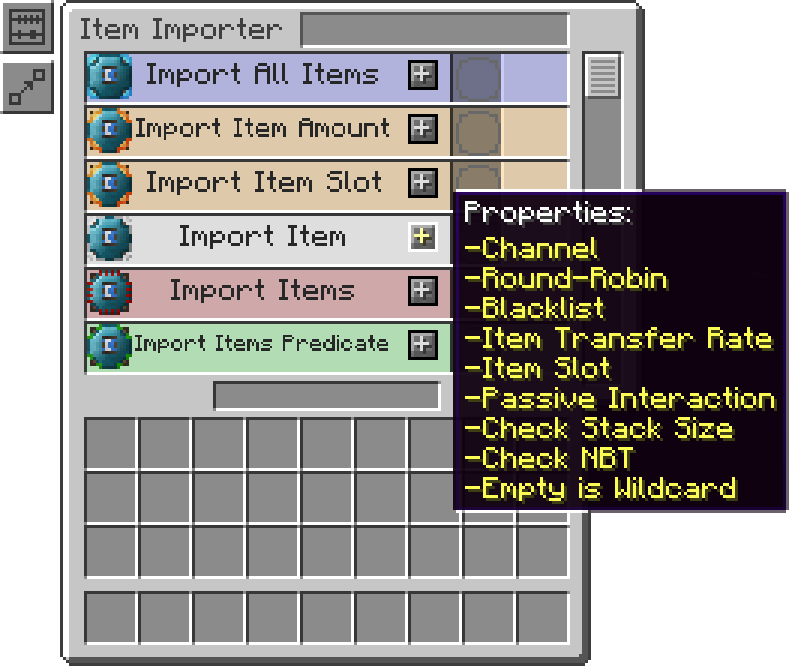 Item Importer
Import All Items
Import Item Amount
Import Item Slot
Import Item
Import Items
Import Items Predicate
Properties:
-Channel
-Round-Robin
-Blacklist
-Item Transfer Rate
-Item Slot
-Passive Interaction
-Check Stack Size
-Check NBT
-Empty is Wildcard